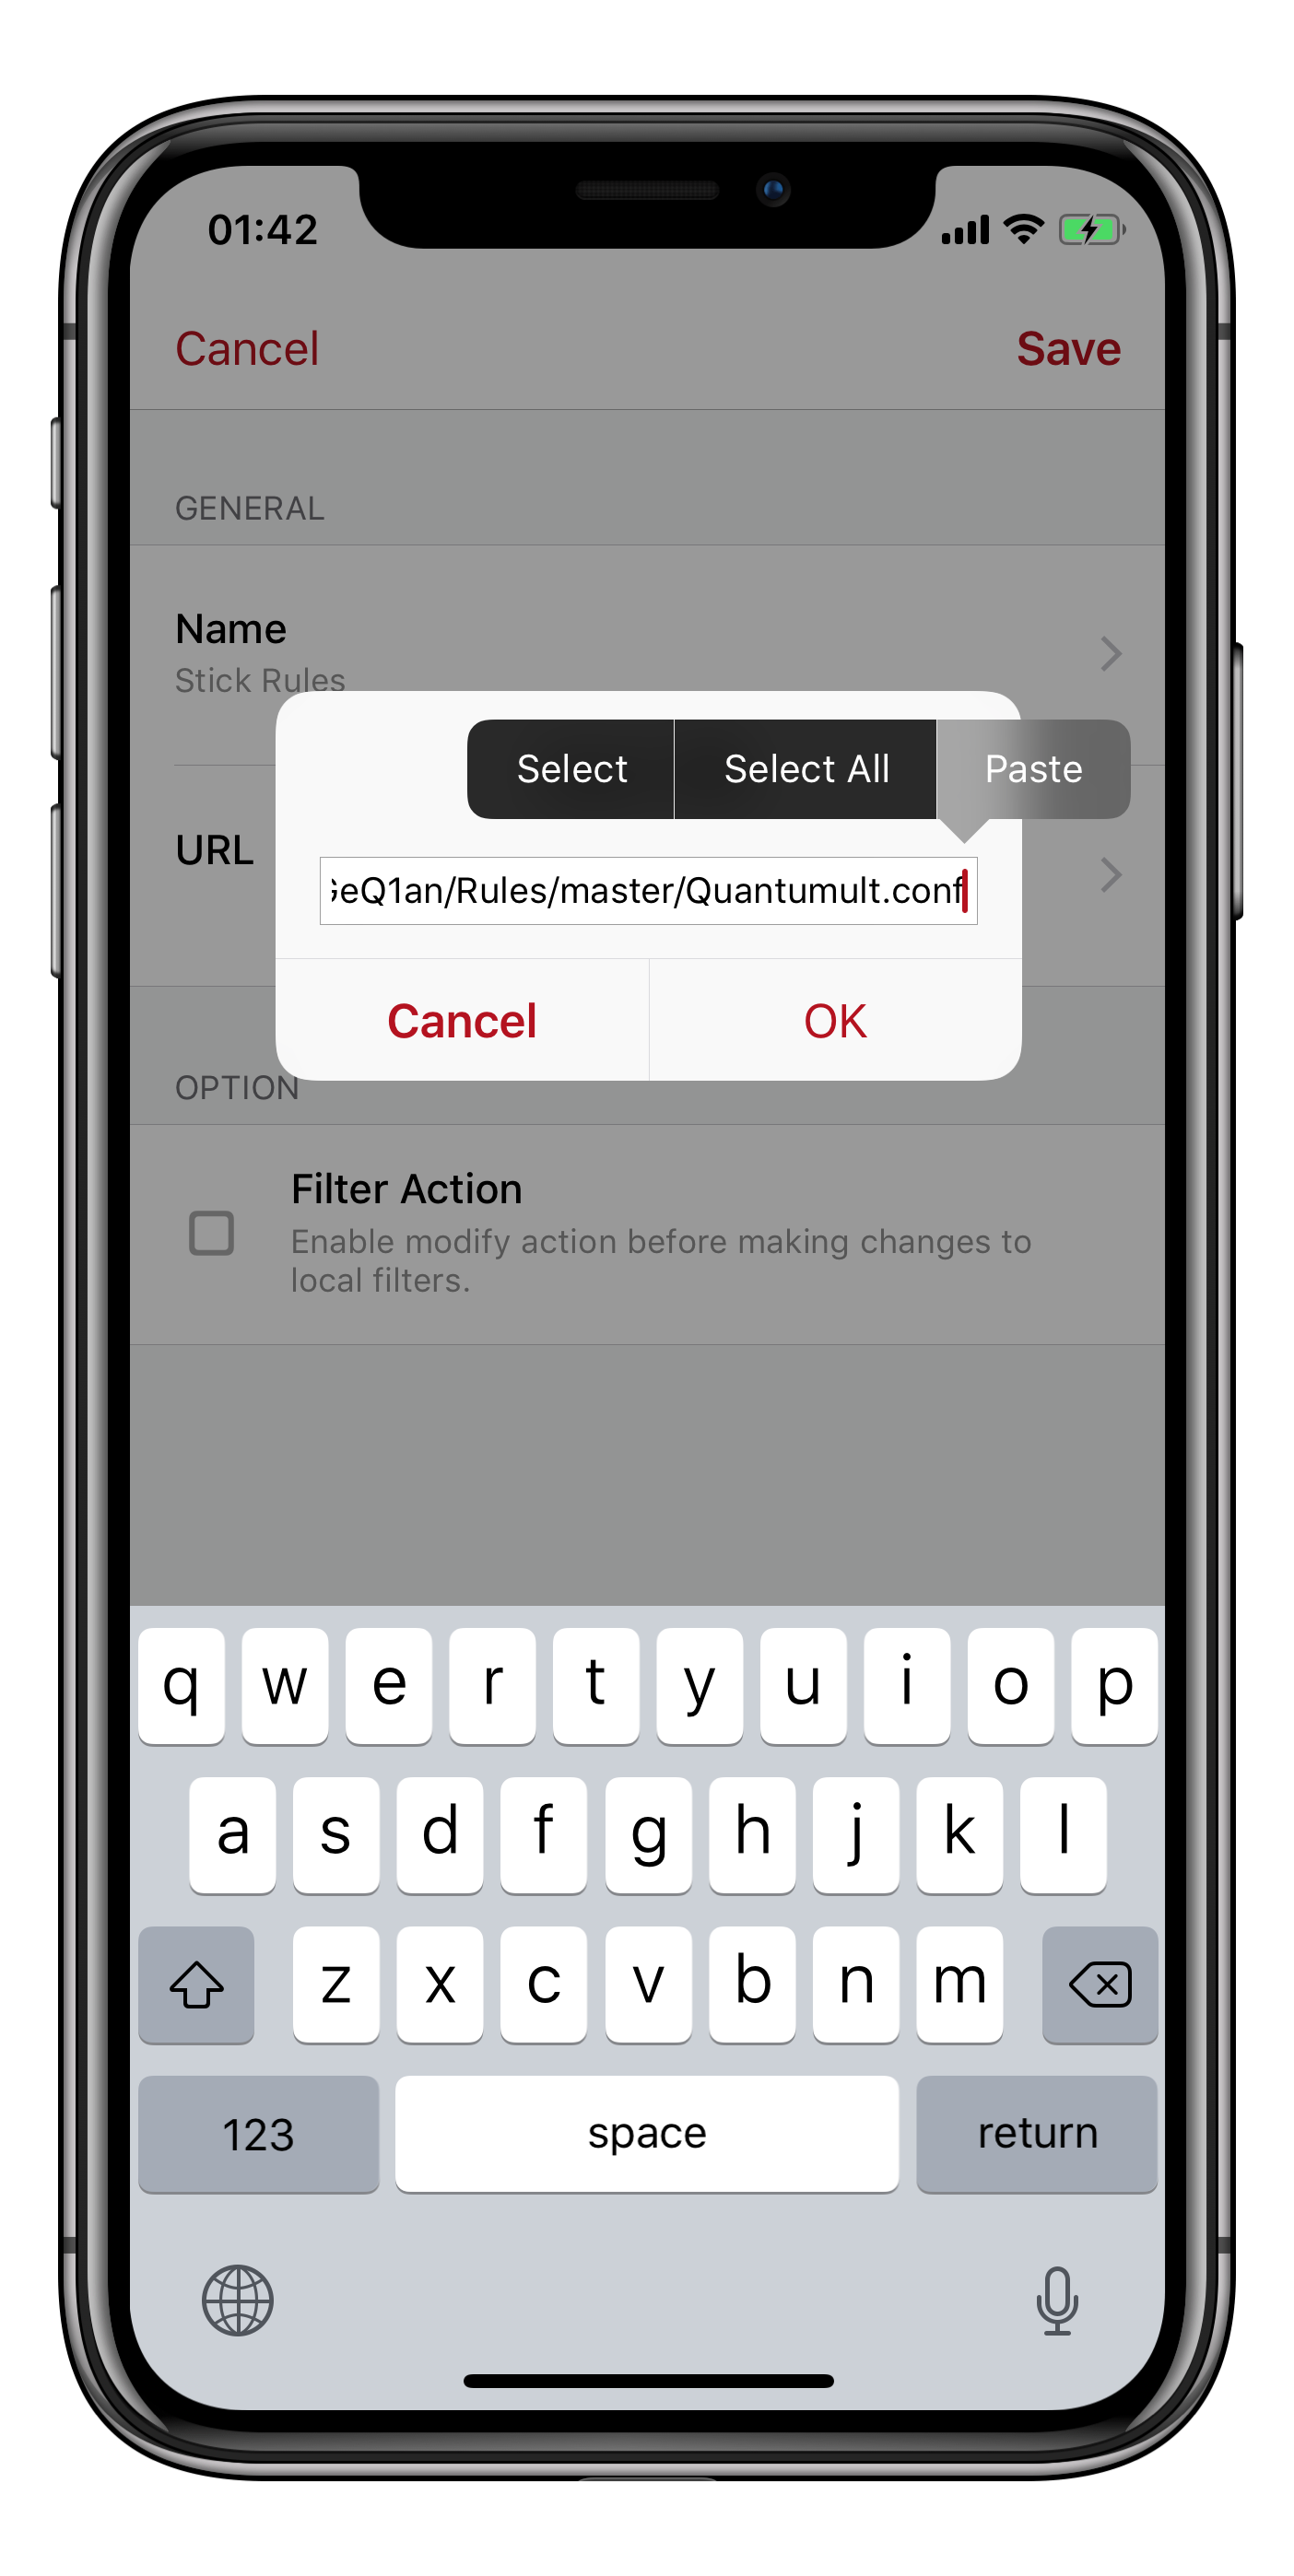 01:42
Cancel
Save
GENERAL
Name
Stick Rules
Select
Select All
Paste
URL
eQ1an/Rules/master/Quantumult.conf
Cancel
OK
OPTION
Filter Action
Enable modify action before making changes to
local filters.
q w e r t y u i o p
a s d f g h j k l
z x c v b n m
123
space
return